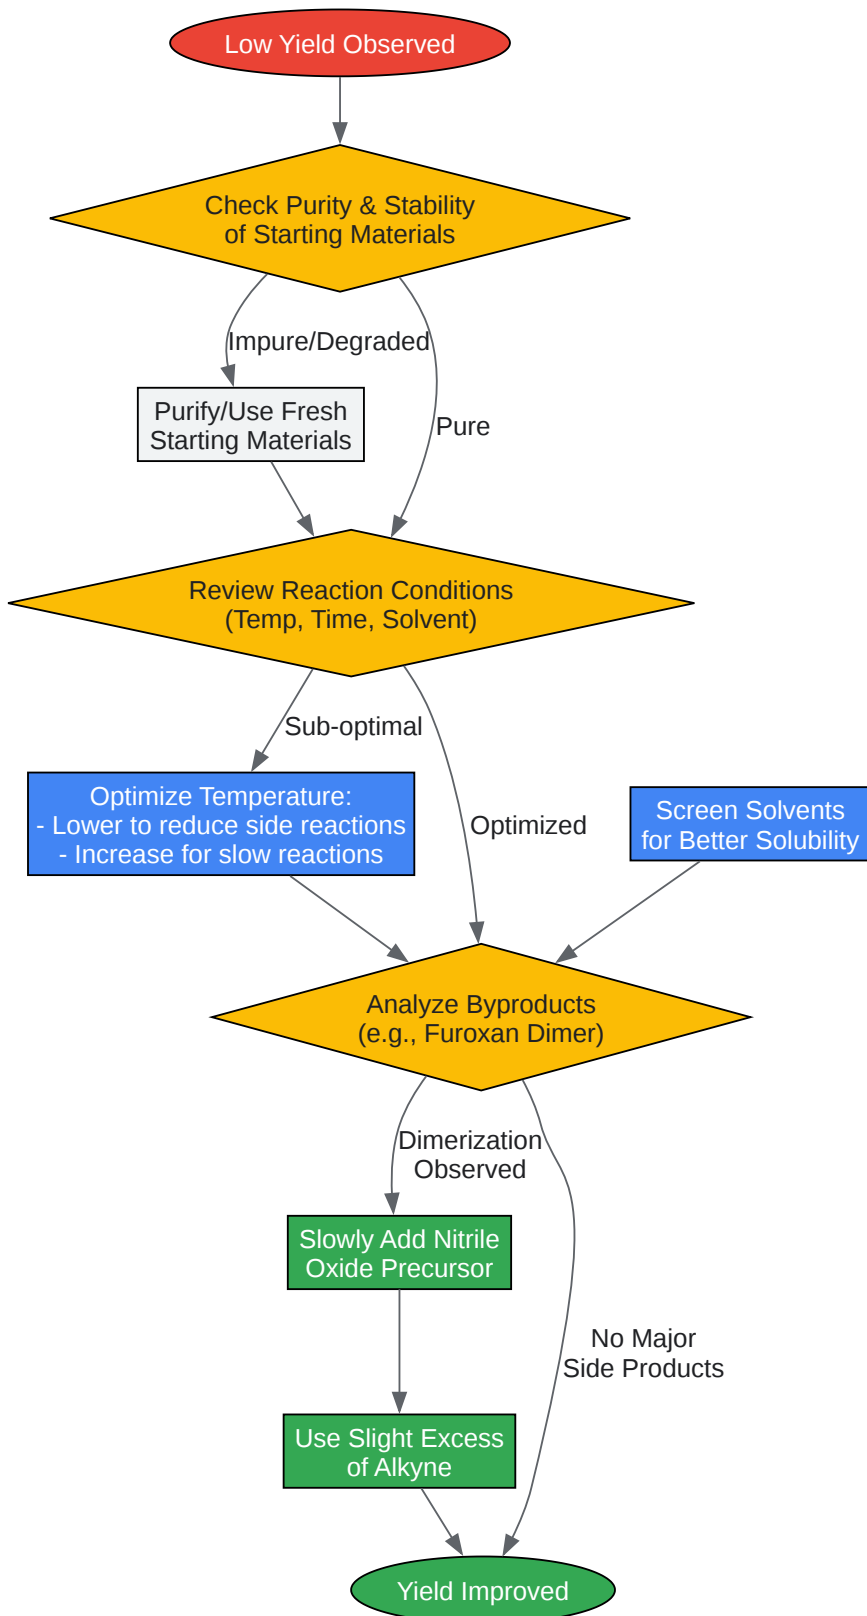 Low Yield Observed
Check Purity & Stability
of Starting Materials
Impure/Degraded
Purify/Use Fresh
Starting Materials
Pure
Review Reaction Conditions
(Temp, Time, Solvent)
Sub-optimal
Optimize Temperature:
- Lower to reduce side reactions
- Increase for slow reactions
Optimized
Screen Solvents
for Better Solubility
Analyze Byproducts
(e.g., Furoxan Dimer)
Dimerization
Observed
Slowly Add Nitrile
Oxide Precursor
No Major
Side Products
Use Slight Excess
of Alkyne
Yield Improved